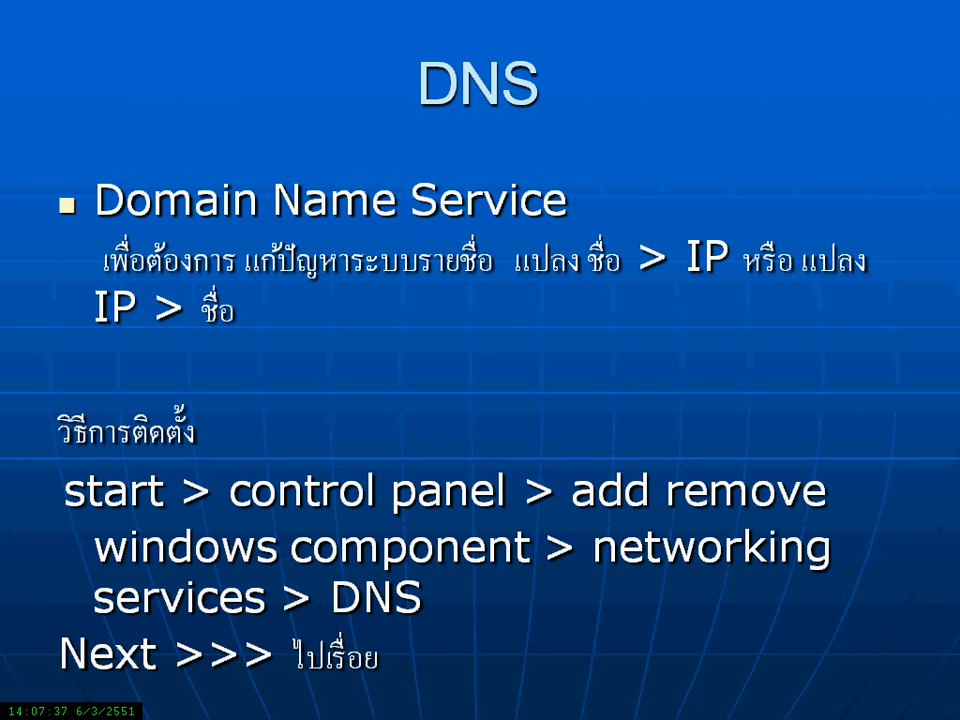 DNS
Domain Name Service
เพื่อต้องการ แก้ปัญหาระบบรายชื่อ แปลง ชื่อ > IP หรือ แปลง
IP > ชื่อ
วิธีการติดตั้ง
start > control panel > add remove
windows component > networking
services > DNS
Next >>> ไปเรื่อย
14:07:37 6/3/2551